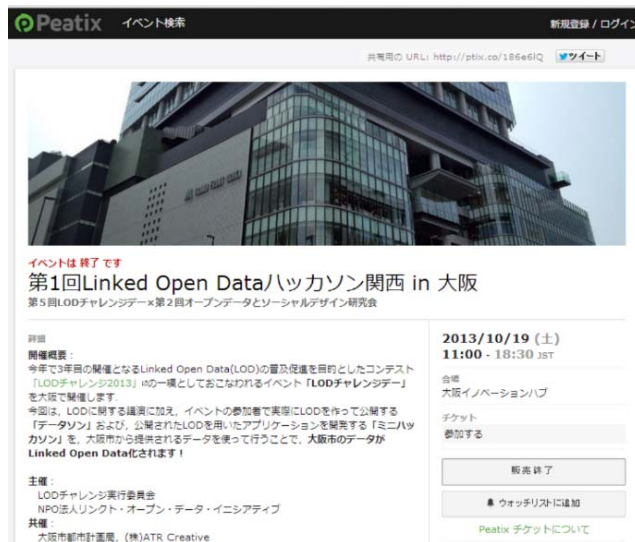 Peatix イベント検索 新規登録 / ログイン
共有用の URL: http://ptix.co/186e6lQ ツイート
イベントは 終了 です
第1回Linked Open Dataハッカソン関西 in 大阪
第5回LODチャレンジデー×第2回オープンデータとソーシャルデザイン研究会
詳細
開催概要：
今年で3年目の開催となるLinked Open Data(LOD)の普及促進を目的としたコンテスト
「LODチャレンジ2013」の一環としておこなわれるイベント「LODチャレンジデー」
を大阪で開催します.
今回は，LODに関する講演に加え，イベントの参加者で実際にLODを作って公開する
「データソン」および，公開されたLODを用いたアプリケーションを開発する「ミニハッ
カソン」を，大阪市から提供されるデータを使って行うことで，大阪市のデータが
Linked Open Data化されます！
主催：
LODチャレンジ実行委員会
NPO法人リンクト・オープン・データ・イニシアティブ
共催：
大阪市都市計画局，(株)ATR Creative
2013/10/19 (土)
11:00 - 18:30 JST
会場
大阪イノベーションハブ
チケット
参加する
販売終了
ウォッチリストに追加
Peatix チケットについて